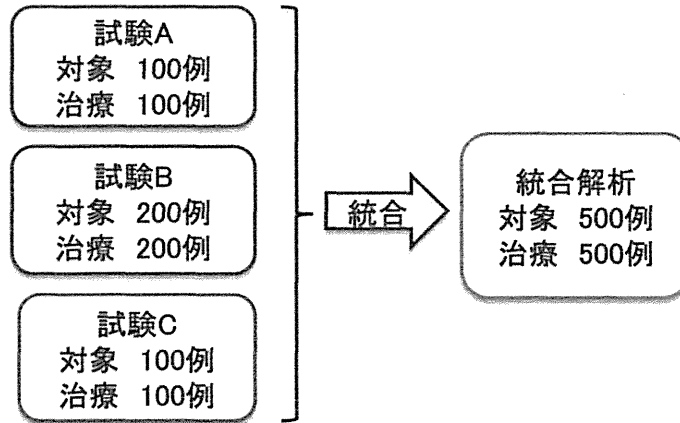 試験A
対象 100例
治療 100例
試験B
対象 200例
治療 200例
試験C
対象 100例
治療 100例
統合
統合解析
対象 500例
治療 500例